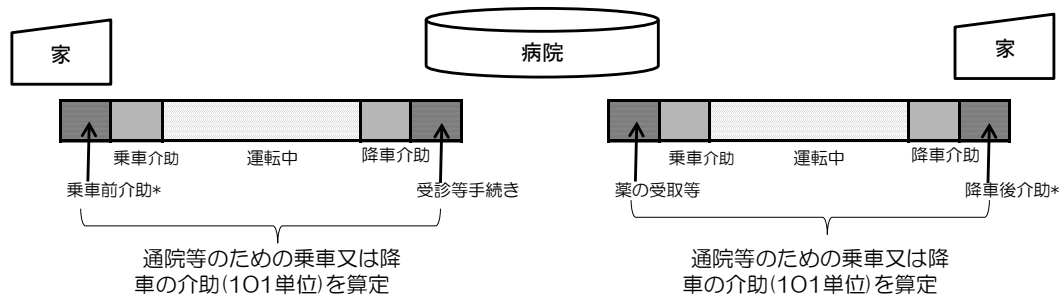 家
病院
家
乗車介助
運転中
降車介助
乗車介助
運転中
降車介助
乗車前介助*
受診等手続き
薬の受取等
降車後介助*
通院等のための乗車又は降
車の介助(101単位)を算定
通院等のための乗車又は降
車の介助(101単位)を算定